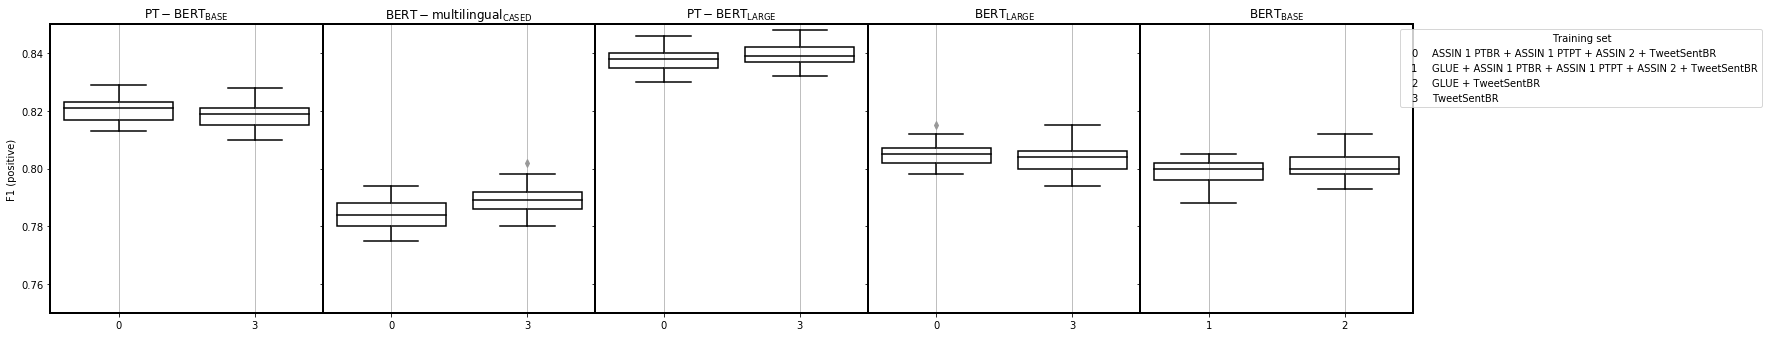 PT − BERT_BASE
BERT − multilingual_CASED
PT − BERT_LARGE
BERT_LARGE
BERT_BASE
F1 (positive)
0.84
0.82
0.80
0.78
0.76
0 3 0 3 0 3 0 3 1 2
Training set
0 ASSIN 1 PTBR + ASSIN 1 PTPT + ASSIN 2 + TweetSentBR
1 GLUE + ASSIN 1 PTBR + ASSIN 1 PTPT + ASSIN 2 + TweetSentBR
2 GLUE + TweetSentBR
3 TweetSentBR